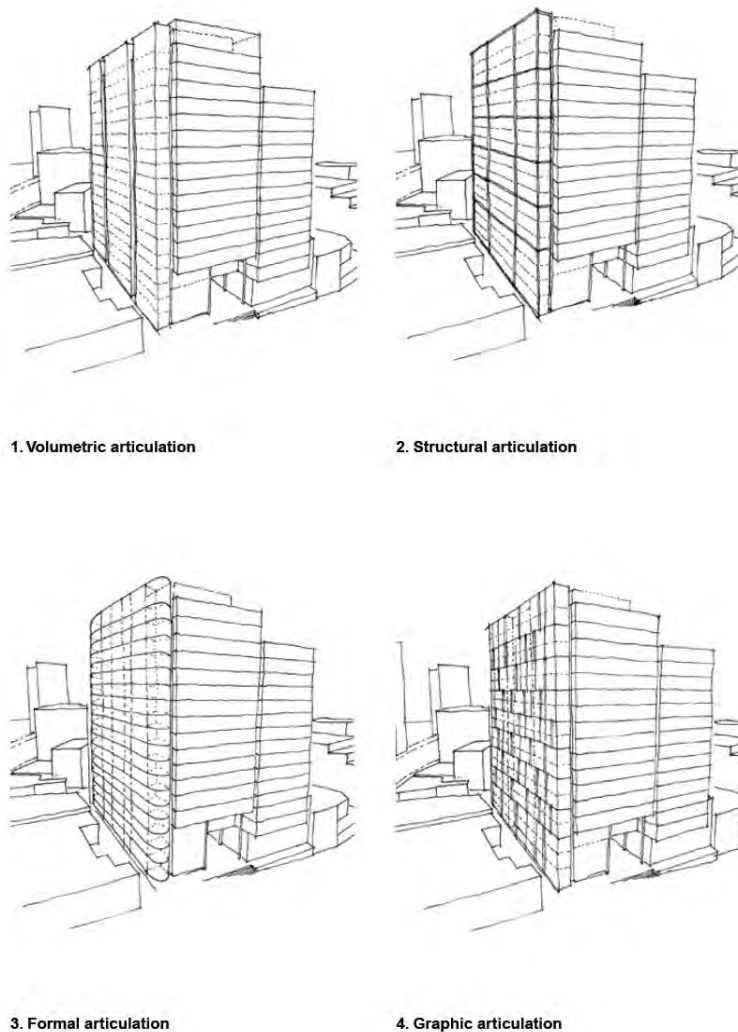 1. Volumetric articulation
2. Structural articulation
3. Formal articulation
4. Graphic articulation